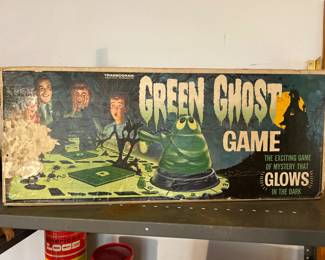 TRANSOGRAM
GREEN GHOST
GAME
THE EXCITING GAME
OF MYSTERY THAT
GLOWS
IN THE DARK